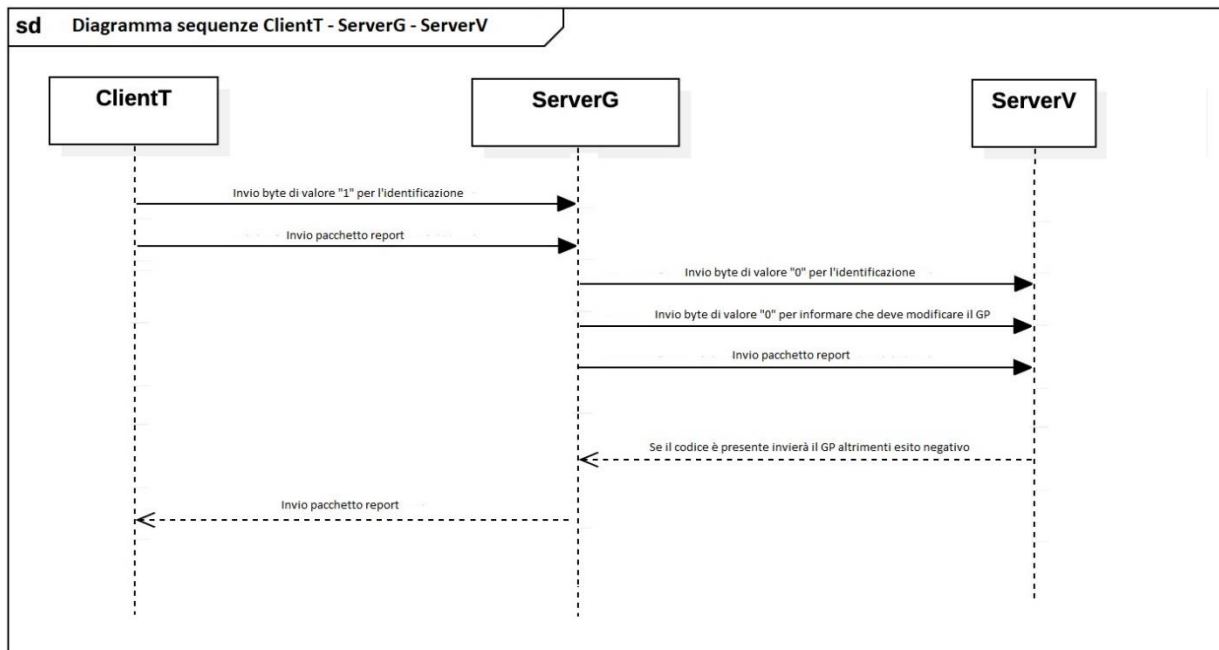 sd Diagramma sequenze ClientT - ServerG - ServerV
ClientT
ServerG
ServerV
Invio byte di valore "1" per l'identificazione
Invio pacchetto report
Invio byte di valore "0" per l'identificazione
Invio byte di valore "0" per informare che deve modificare il GP
Invio pacchetto report
Se il codice è presente invierà il GP altrimenti esito negativo
Invio pacchetto report